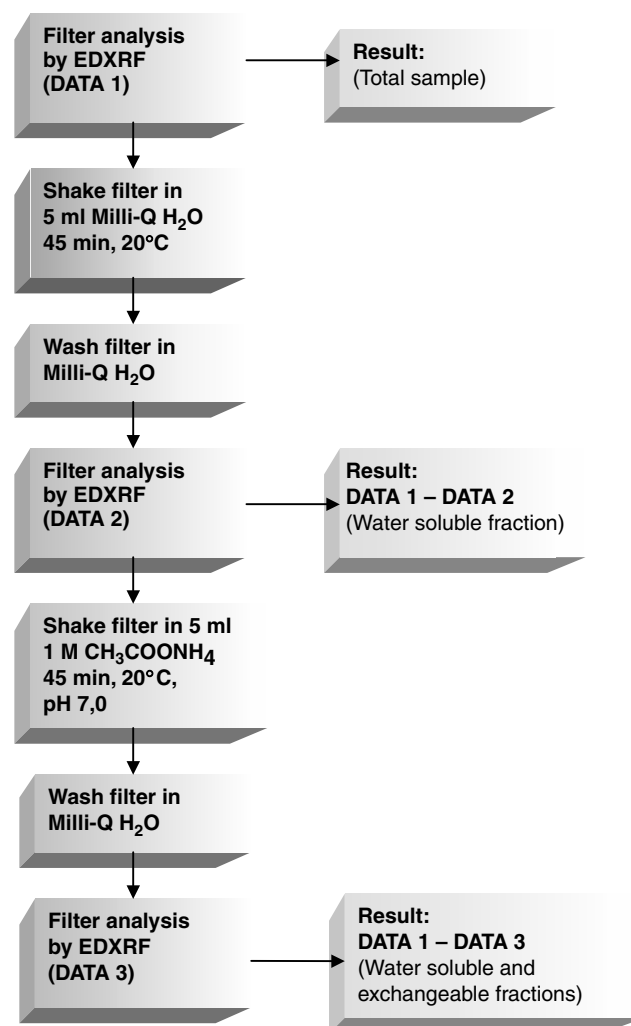 Filter analysis
by EDXRF
(DATA 1)
Result:
(Total sample)
Shake filter in
5 ml Milli-Q H₂O
45 min, 20°C
Wash filter in
Milli-Q H₂O
Filter analysis
by EDXRF
(DATA 2)
Result:
DATA 1 – DATA 2
(Water soluble fraction)
Shake filter in 5 ml
1 M CH₃COONH₄
45 min, 20°C,
pH 7,0
Wash filter in
Milli-Q H₂O
Filter analysis
by EDXRF
(DATA 3)
Result:
DATA 1 – DATA 3
(Water soluble and
exchangeable fractions)